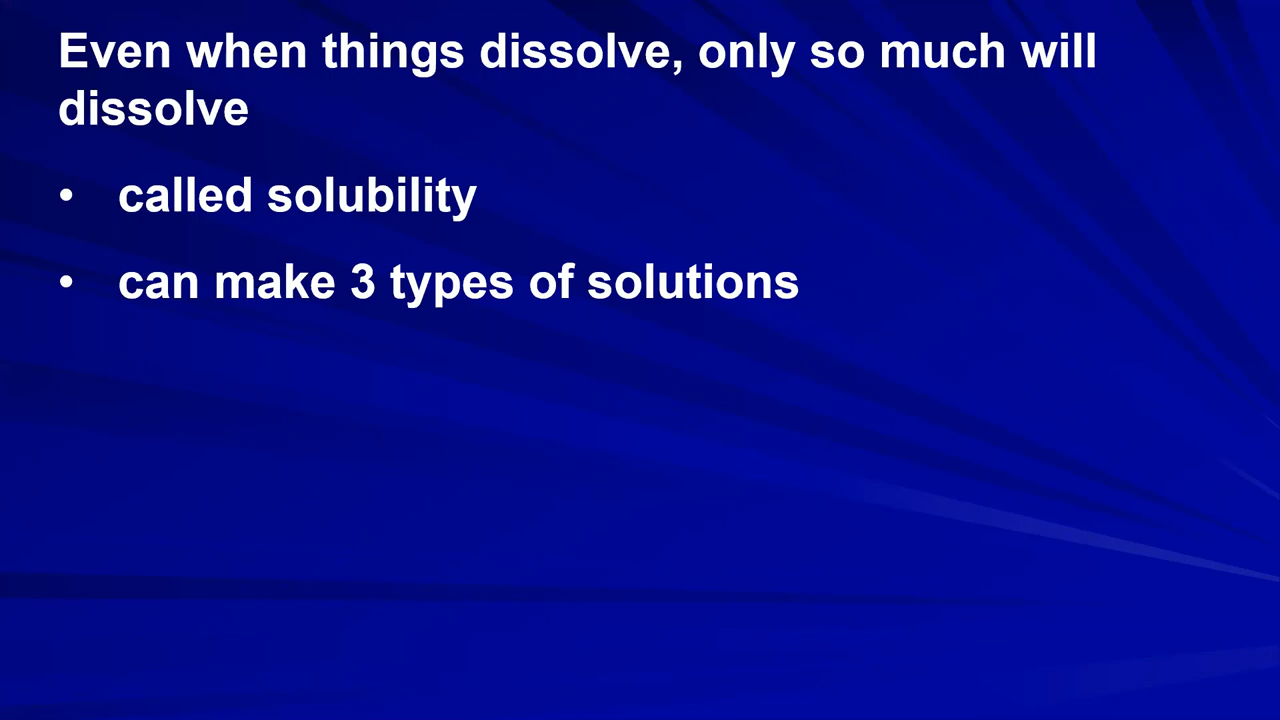 Even when things dissolve, only so much will
dissolve
• called solubility
• can make 3 types of solutions